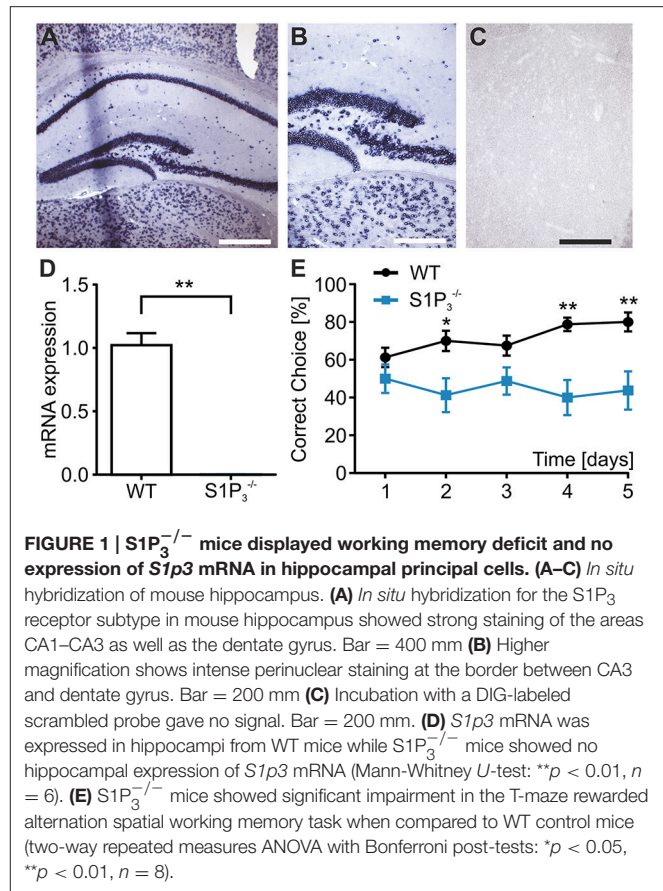 A
B
C
D
E
**
WT
S1P3-/-
*
**
**
mRNA expression
1.5
1.0
0.5
0.0
WT
S1P3-/-
Correct Choice [%]
100
80
60
40
20
0
Time [days]
1 2 3 4 5
FIGURE 1 | S1P3−/− mice displayed working memory deficit and no
expression of S1p3 mRNA in hippocampal principal cells. (A–C) In situ
hybridization of mouse hippocampus. (A) In situ hybridization for the S1P3
receptor subtype in mouse hippocampus showed strong staining of the areas
CA1–CA3 as well as the dentate gyrus. Bar = 400 mm (B) Higher
magnification shows intense perinuclear staining at the border between CA3
and dentate gyrus. Bar = 200 mm (C) Incubation with a DIG-labeled
scrambled probe gave no signal. Bar = 200 mm. (D) S1p3 mRNA was
expressed in hippocampi from WT mice while S1P3−/− mice showed no
hippocampal expression of S1p3 mRNA (Mann-Whitney U-test: **p < 0.01, n
= 6). (E) S1P3−/− mice showed significant impairment in the T-maze rewarded
alternation spatial working memory task when compared to WT control mice
(two-way repeated measures ANOVA with Bonferroni post-tests: *p < 0.05,
**p < 0.01, n = 8).